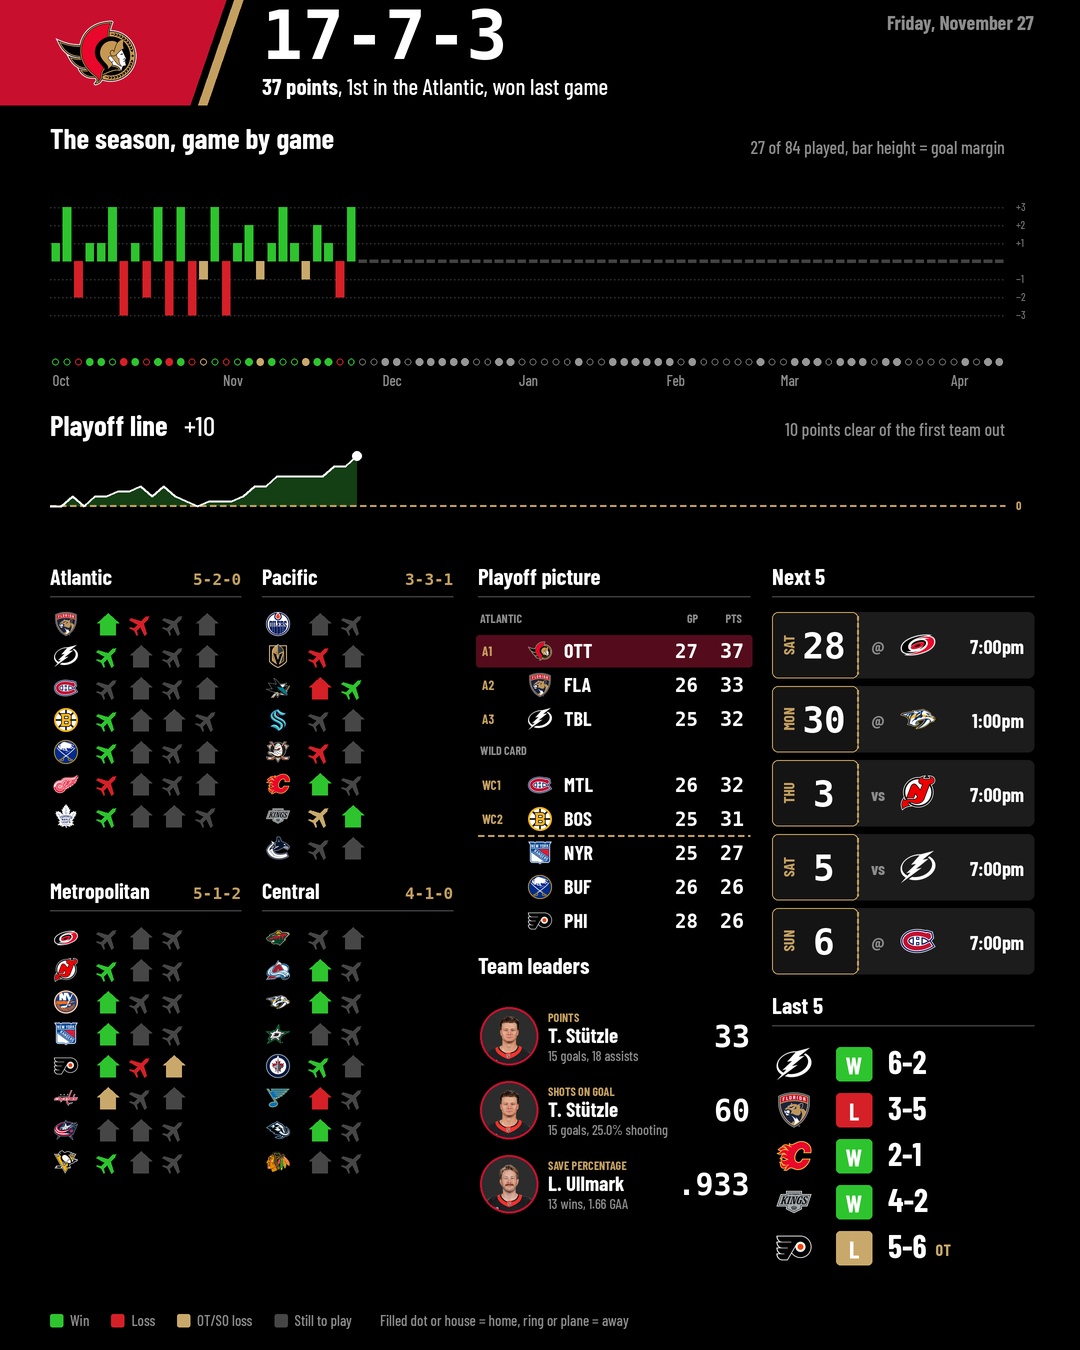 17-7-3
Friday, November 27
37 points, 1st in the Atlantic, won last game
The season, game by game
27 of 84 played, bar height = goal margin
+3
+2
+1
−1
−2
−3
Oct Nov Dec Jan Feb Mar Apr
Playoff line +10
10 points clear of the first team out
0
Atlantic 5-2-0
Pacific 3-3-1
Metropolitan 5-1-2
Central 4-1-0
Playoff picture
ATLANTIC GP PTS
A1 OTT 27 37
A2 FLA 26 33
A3 TBL 25 32
WILD CARD
WC1 MTL 26 32
WC2 BOS 25 31
NYR 25 27
BUF 26 26
PHI 28 26
Team leaders
POINTS
T. Stützle 33
15 goals, 18 assists
SHOTS ON GOAL
T. Stützle 60
15 goals, 25.0% shooting
SAVE PERCENTAGE
L. Ullmark .933
13 wins, 1.66 GAA
Next 5
SAT 28 @ 7:00pm
MON 30 @ 1:00pm
THU 3 vs 7:00pm
SAT 5 vs 7:00pm
SUN 6 @ 7:00pm
Last 5
W 6-2
L 3-5
W 2-1
W 4-2
L 5-6 OT
Win Loss OT/SO loss Still to play Filled dot or house = home, ring or plane = away